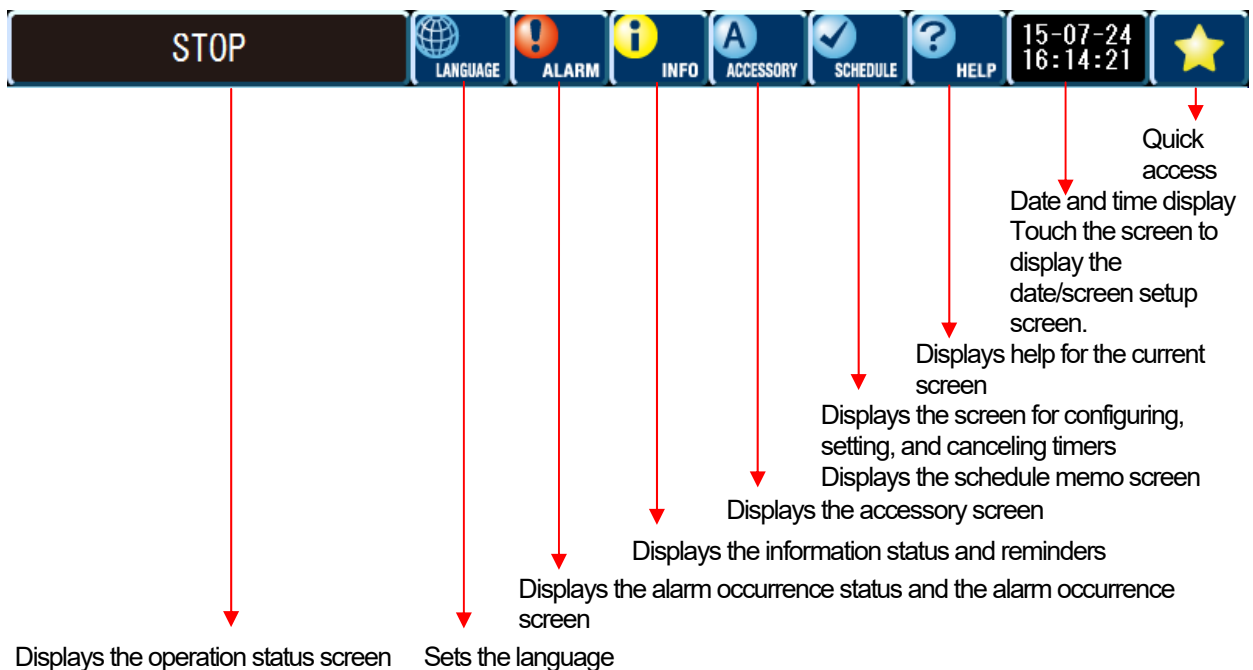 STOP
LANGUAGE
ALARM
INFO
ACCESSORY
SCHEDULE
HELP
15-07-24
16:14:21
Quick
access
Date and time display
Touch the screen to
display the
date/screen setup
screen.
Displays help for the current
screen
Displays the screen for configuring,
setting, and canceling timers
Displays the schedule memo screen
Displays the accessory screen
Displays the information status and reminders
Displays the alarm occurrence status and the alarm occurrence
screen
Displays the operation status screen
Sets the language